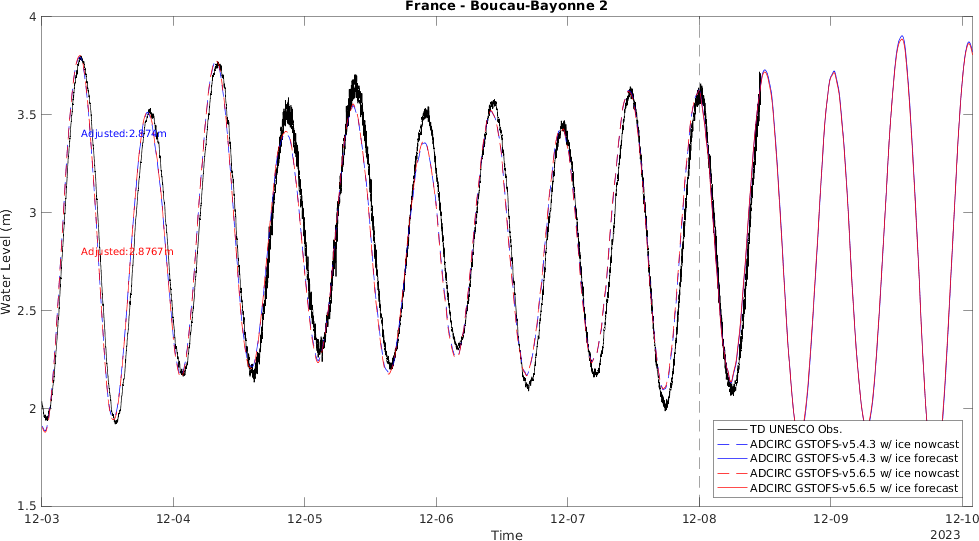 France - Boucau-Bayonne 2
4
3.5
3
2.5
2
1.5
Water Level (m)
Adjusted:2.874m
Adjusted:2.8767m
TD UNESCO Obs.
ADCIRC GSTOFS-v5.4.3 w/ ice nowcast
ADCIRC GSTOFS-v5.4.3 w/ ice forecast
ADCIRC GSTOFS-v5.6.5 w/ ice nowcast
ADCIRC GSTOFS-v5.6.5 w/ ice forecast
12-03 12-04 12-05 12-06 12-07 12-08 12-09 12-10
Time
2023